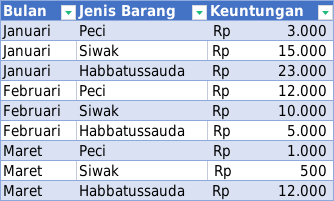 Bulan Jenis Barang Keuntungan
Januari Peci Rp 3.000
Januari Siwak Rp 15.000
Januari Habbatussauda Rp 23.000
Februari Peci Rp 12.000
Februari Siwak Rp 10.000
Februari Habbatussauda Rp 5.000
Maret Peci Rp 1.000
Maret Siwak Rp 500
Maret Habbatussauda Rp 12.000